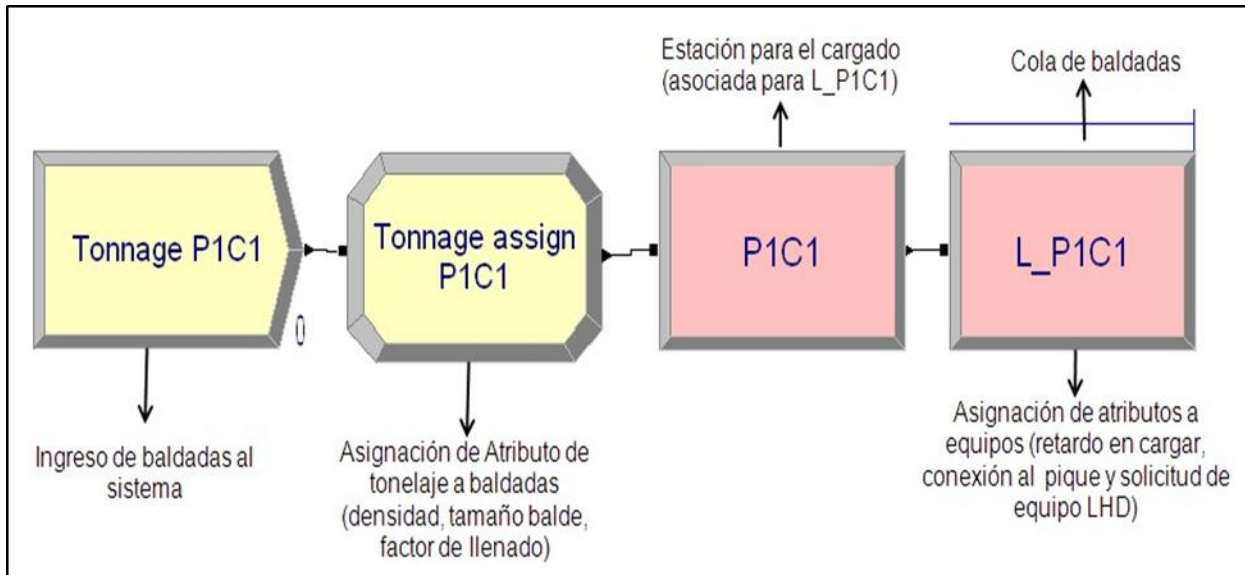 Estación para el cargado
(asociada para L_P1C1)
Cola de baldadas
Tonnage P1C1
0
Tonnage assign
P1C1
P1C1
L_P1C1
Ingreso de baldadas al
sistema
Asignación de Atributo de
tonelaje a baldadas
(densidad, tamaño balde,
factor de llenado)
Asignación de atributos a
equipos (retardo en cargar,
conexión al pique y solicitud de
equipo LHD)